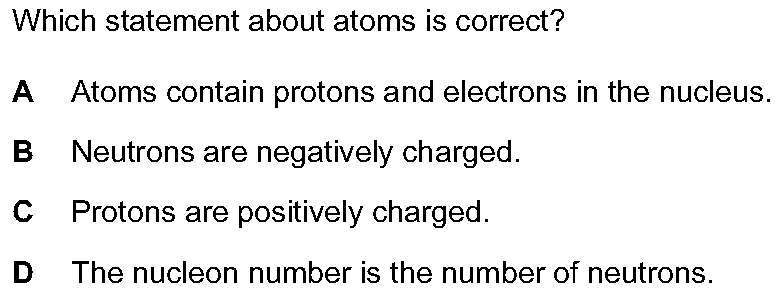 Which statement about atoms is correct?
A Atoms contain protons and electrons in the nucleus.
B Neutrons are negatively charged.
C Protons are positively charged.
D The nucleon number is the number of neutrons.